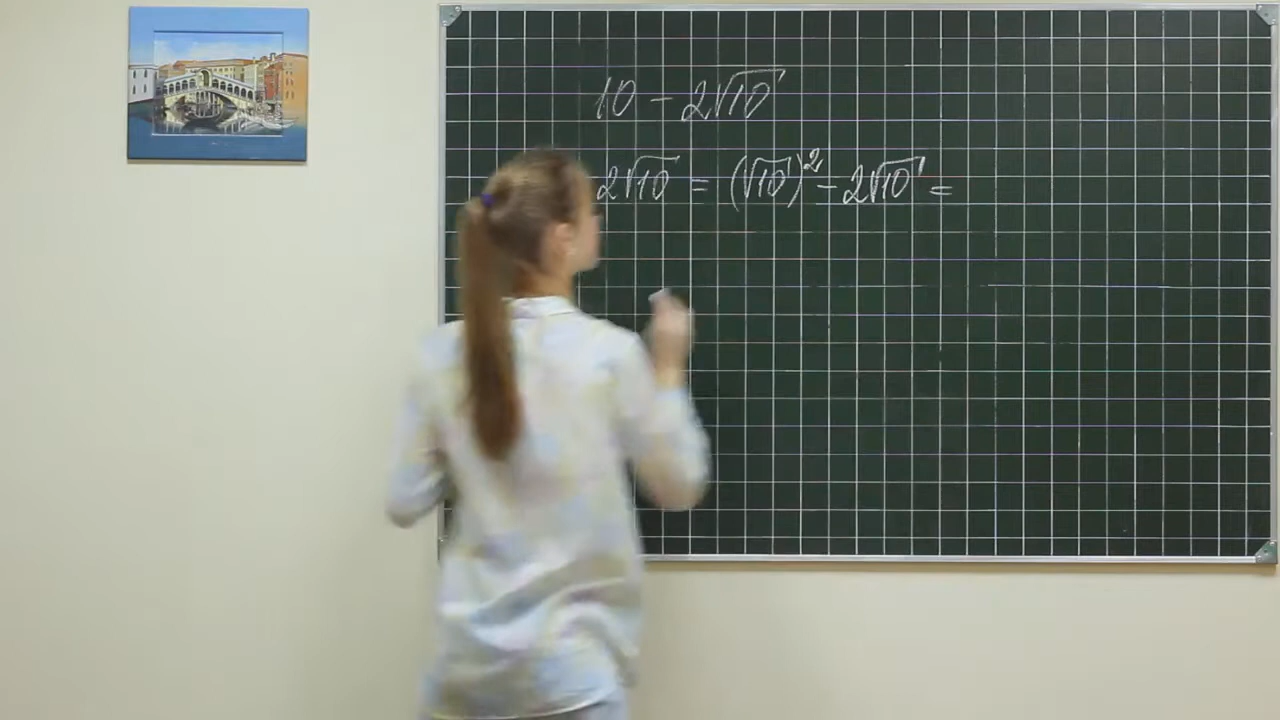 10 - 2√10
2√10 = (√10)² - 2√10 =